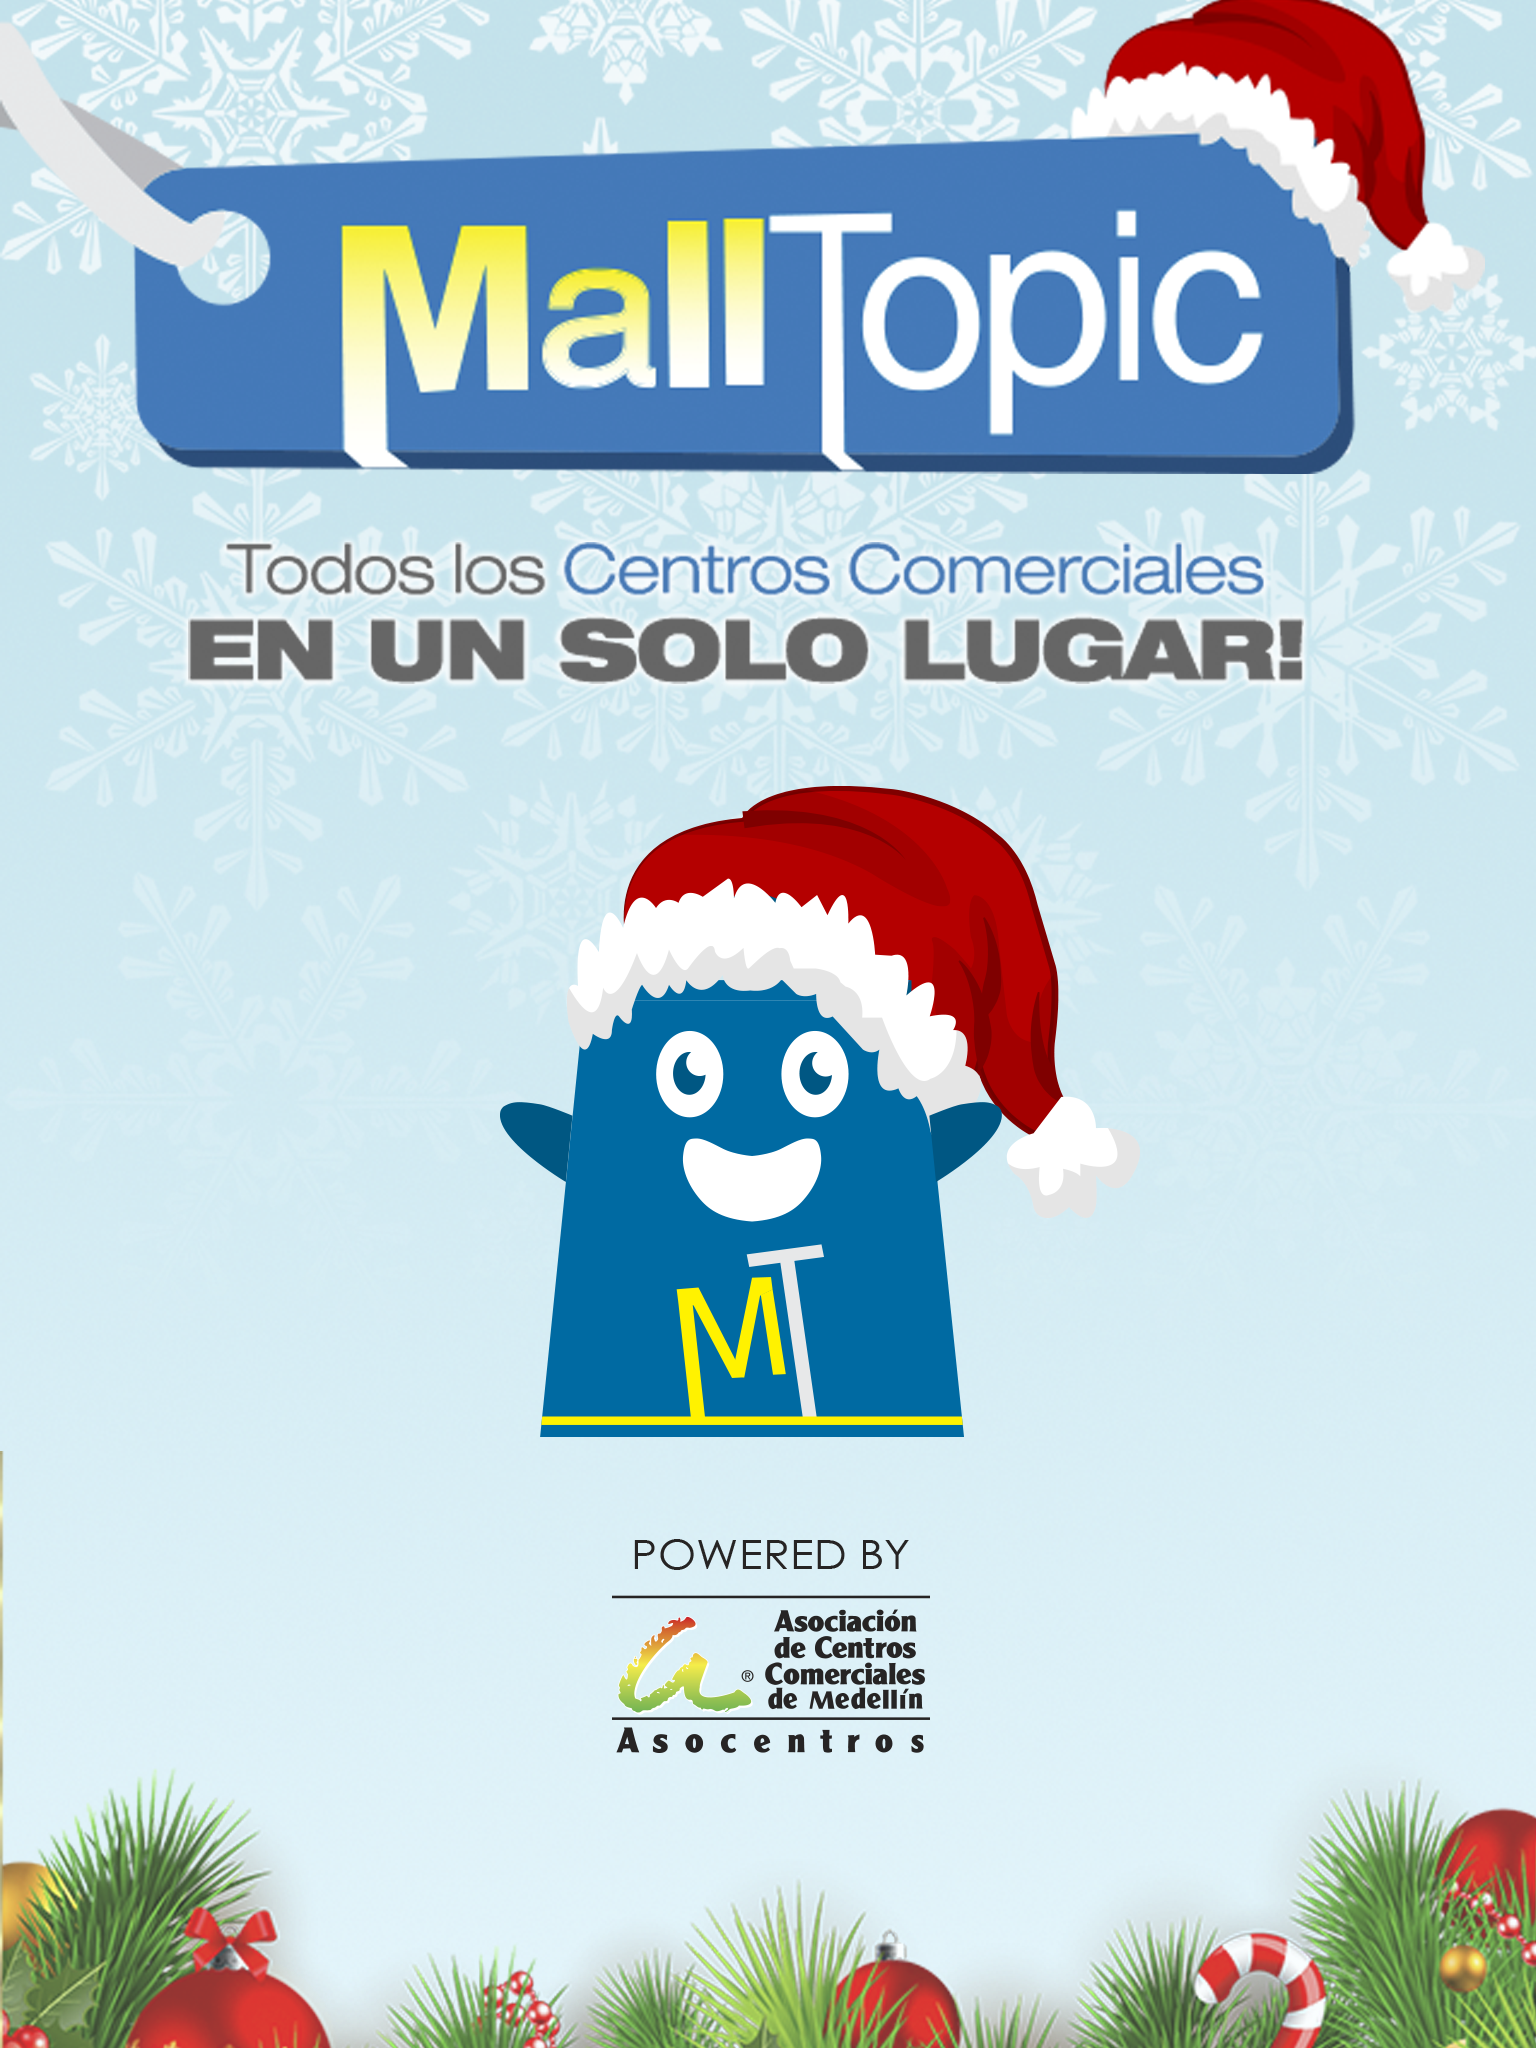 MallTopic
Todos los Centros Comerciales
EN UN SOLO LUGAR!
MT
POWERED BY
a® Asociación
de Centros
Comerciales
de Medellín
Asocentros